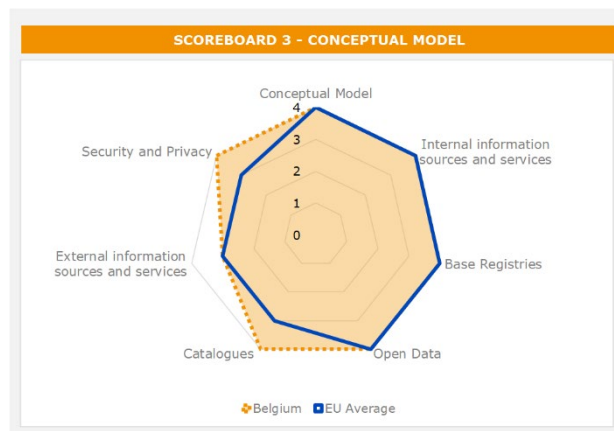 SCOREBOARD 3 – CONCEPTUAL MODEL
Conceptual Model
4
Security and Privacy
Internal information
sources and services
3
2
1
0
External information
sources and services
Base Registries
Catalogues
Open Data
Belgium
EU Average